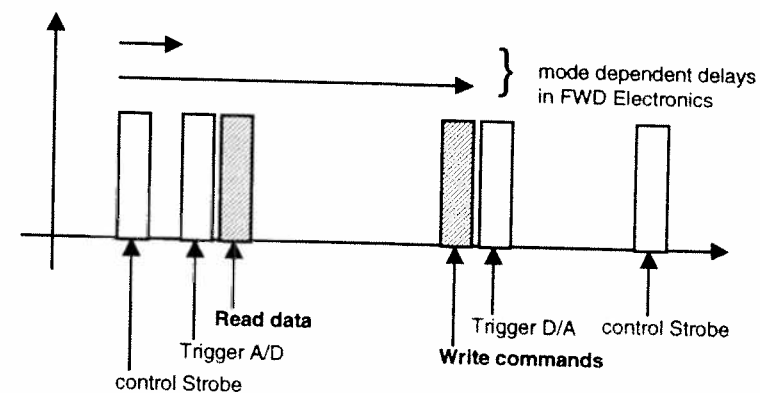 mode dependent delays
in FWD Electronics
Read data
Trigger A/D
control Strobe
Trigger D/A
control Strobe
Write commands